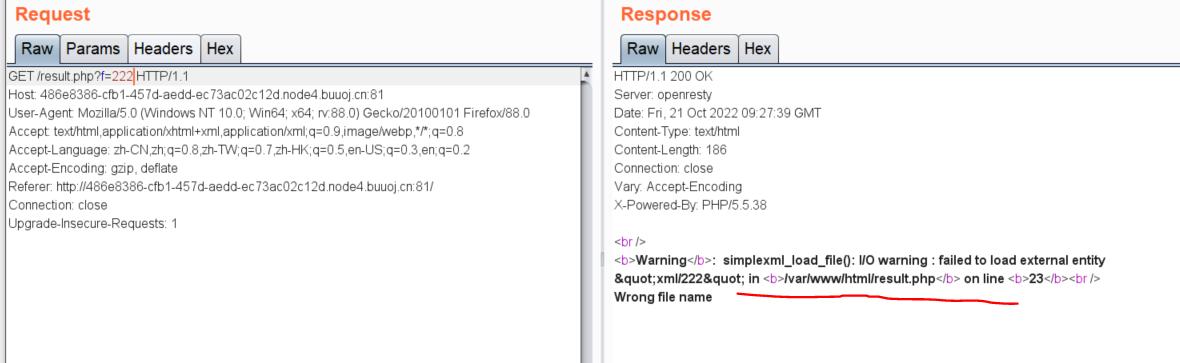 Request
Raw Params Headers Hex
GET /result.php?f=222 HTTP/1.1
Host: 486e8386-cfb1-457d-aedd-ec73ac02c12d.node4.buuoj.cn:81
User-Agent: Mozilla/5.0 (Windows NT 10.0; Win64; x64; rv:88.0) Gecko/20100101 Firefox/88.0
Accept: text/html,application/xhtml+xml,application/xml;q=0.9,image/webp,*/*;q=0.8
Accept-Language: zh-CN,zh;q=0.8,zh-TW;q=0.7,zh-HK;q=0.5,en-US;q=0.3,en;q=0.2
Accept-Encoding: gzip, deflate
Referer: http://486e8386-cfb1-457d-aedd-ec73ac02c12d.node4.buuoj.cn:81/
Connection: close
Upgrade-Insecure-Requests: 1
Response
Raw Headers Hex
HTTP/1.1 200 OK
Server: openresty
Date: Fri, 21 Oct 2022 09:27:39 GMT
Content-Type: text/html
Content-Length: 186
Connection: close
Vary: Accept-Encoding
X-Powered-By: PHP/5.5.38
<br />
<b>Warning</b>:  simplexml_load_file(): I/O warning : failed to load external entity
&quot;xml/222&quot; in <b>/var/www/html/result.php</b> on line <b>23</b><br />
Wrong file name